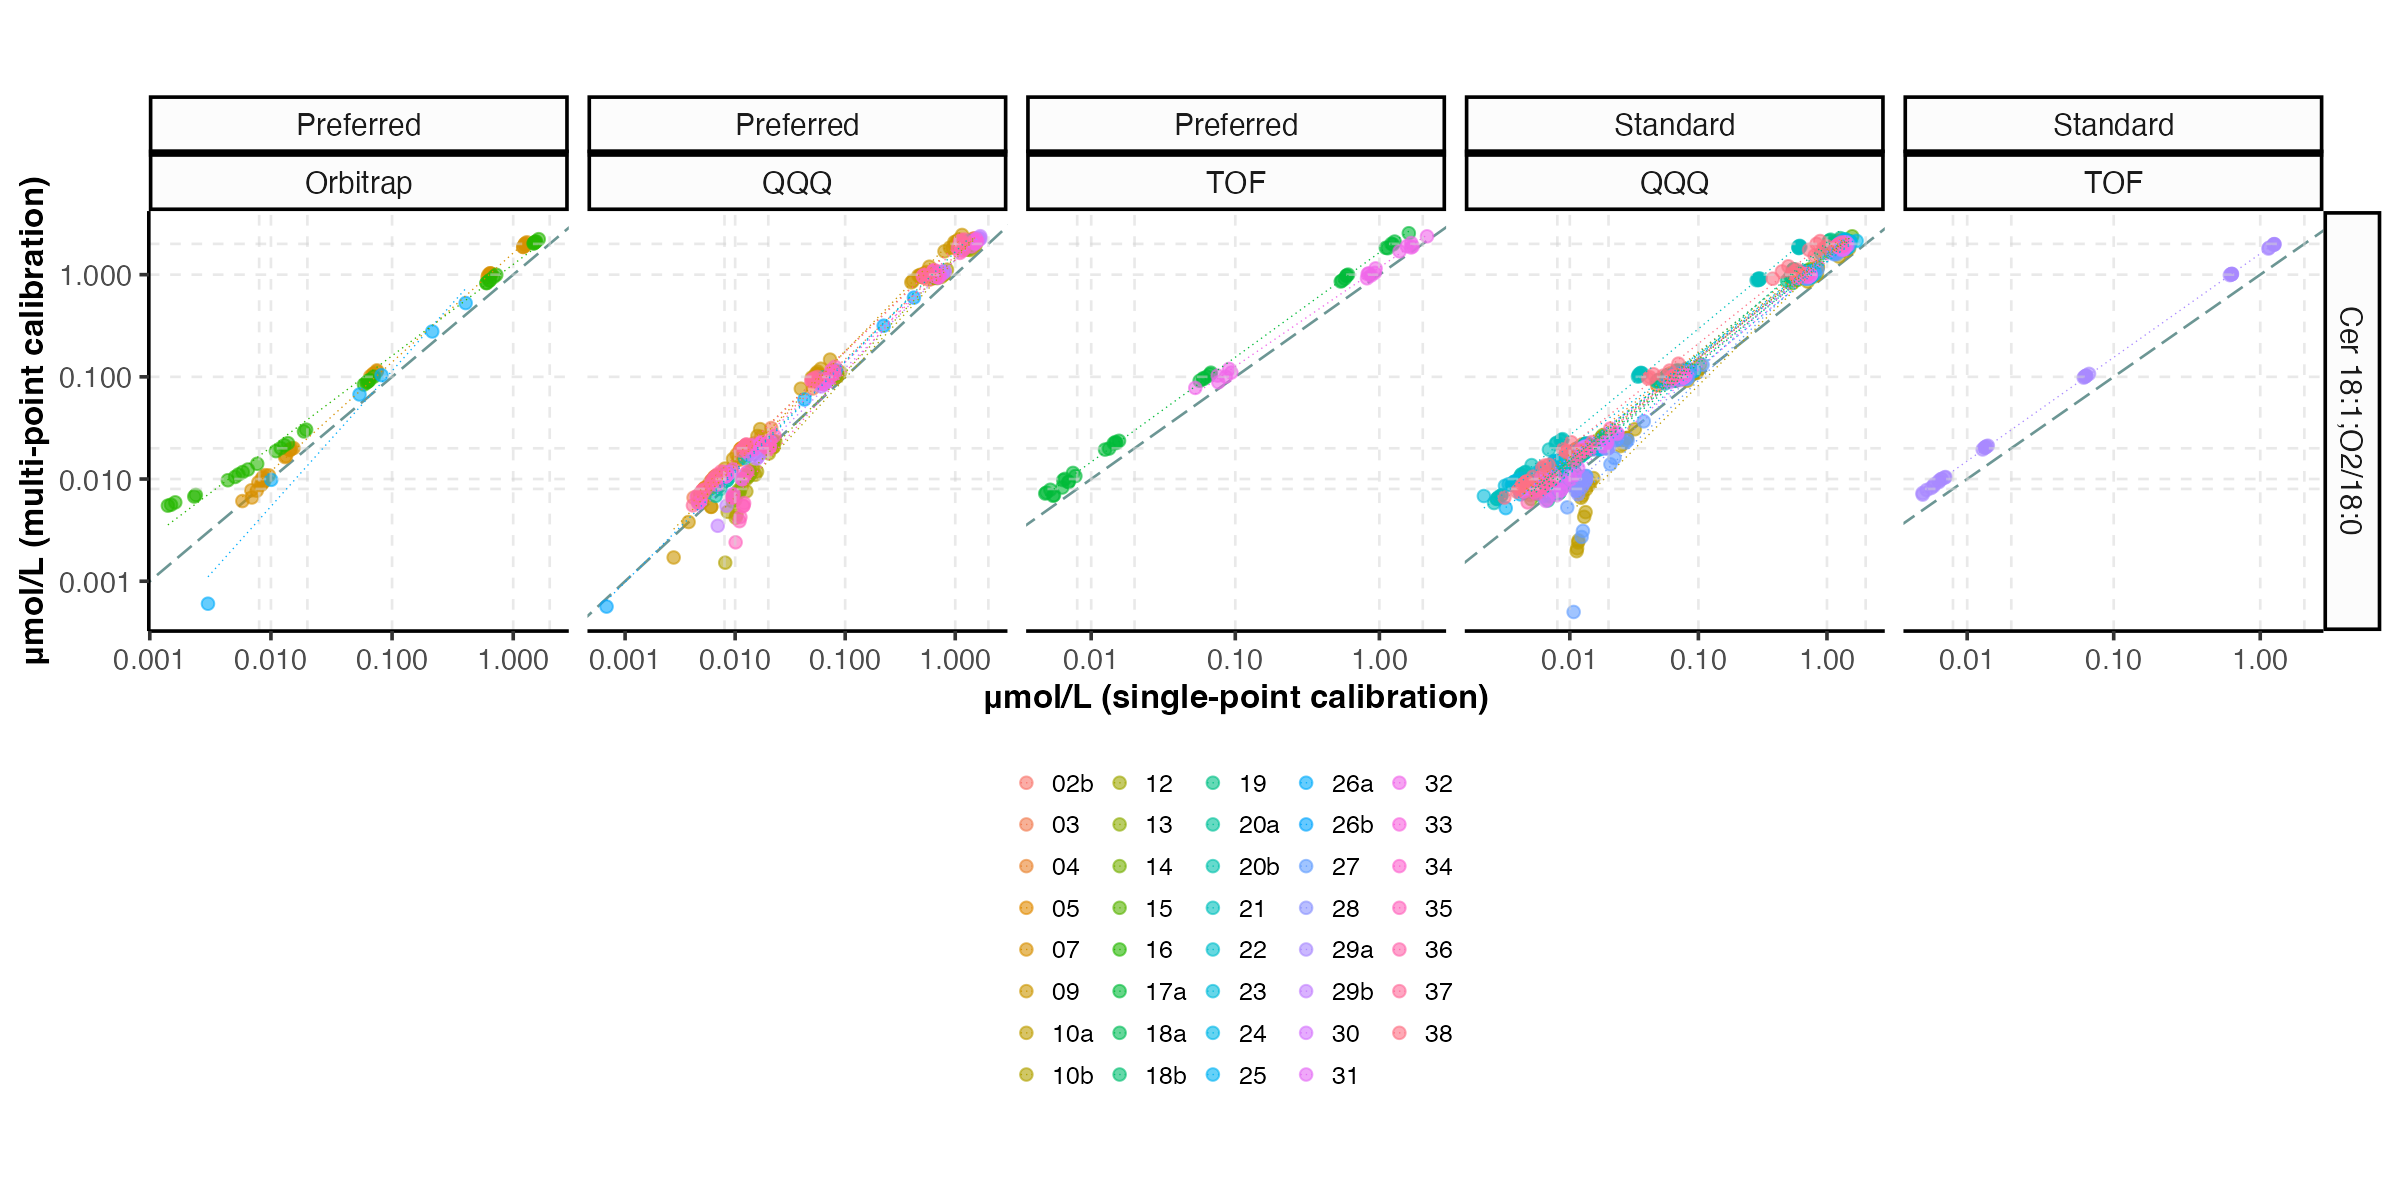 Preferred Preferred Preferred Standard Standard
Orbitrap QQQ TOF QQQ TOF
µmol/L (multi-point calibration)
1.000
0.100
0.010
0.001
Cer 18:1;O2/18:0
0.001 0.010 0.100 1.000 0.001 0.010 0.100 1.000 0.01 0.10 1.00 0.01 0.10 1.00 0.01 0.10 1.00
µmol/L (single-point calibration)
02b 12 19 26a 32
03 13 20a 26b 33
04 14 20b 27 34
05 15 21 28 35
07 16 22 29a 36
09 17a 23 29b 37
10a 18a 24 30 38
10b 18b 25 31